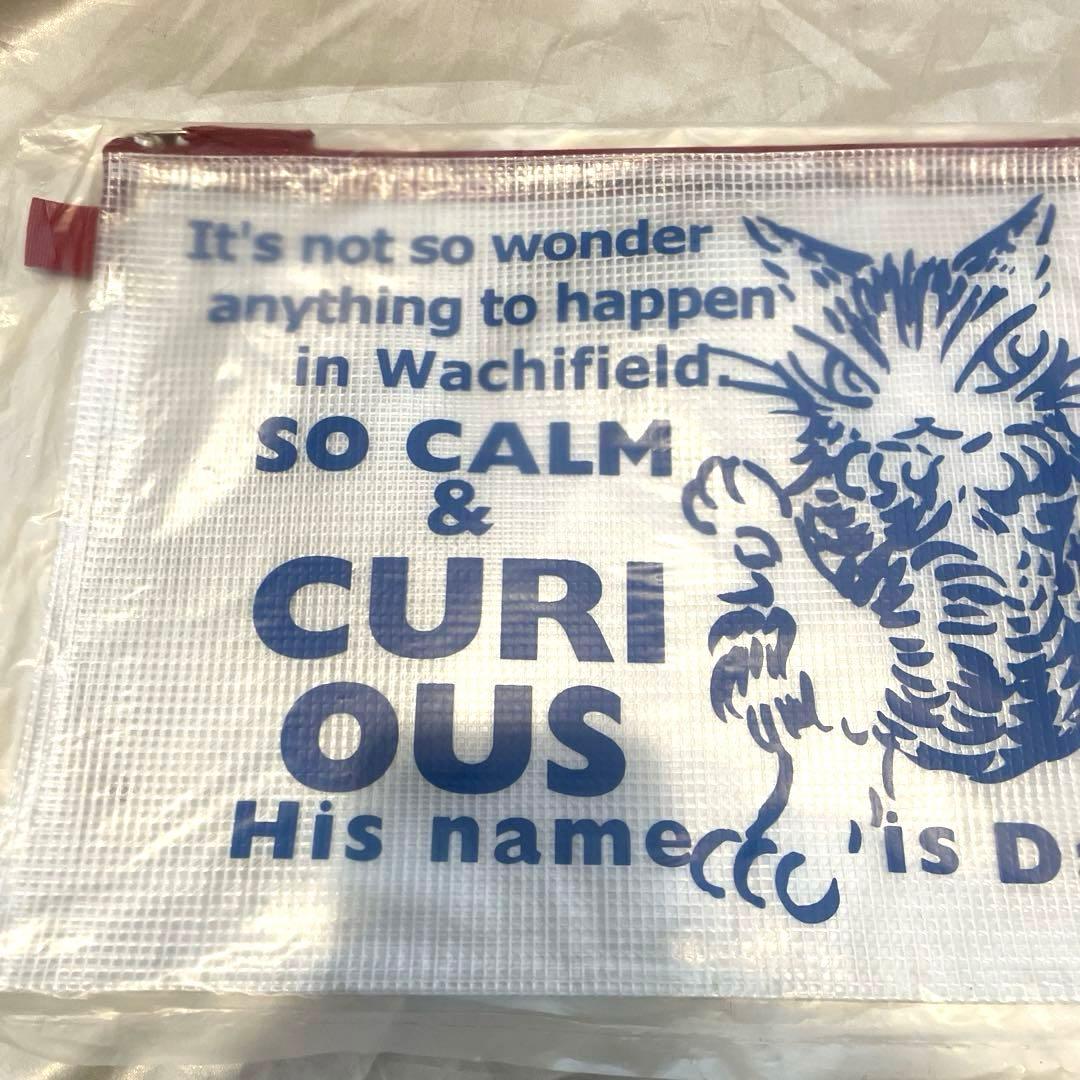 It's not so wonder
anything to happen
in Wachifield.
SO CALM
&
CURI
OUS
His name is